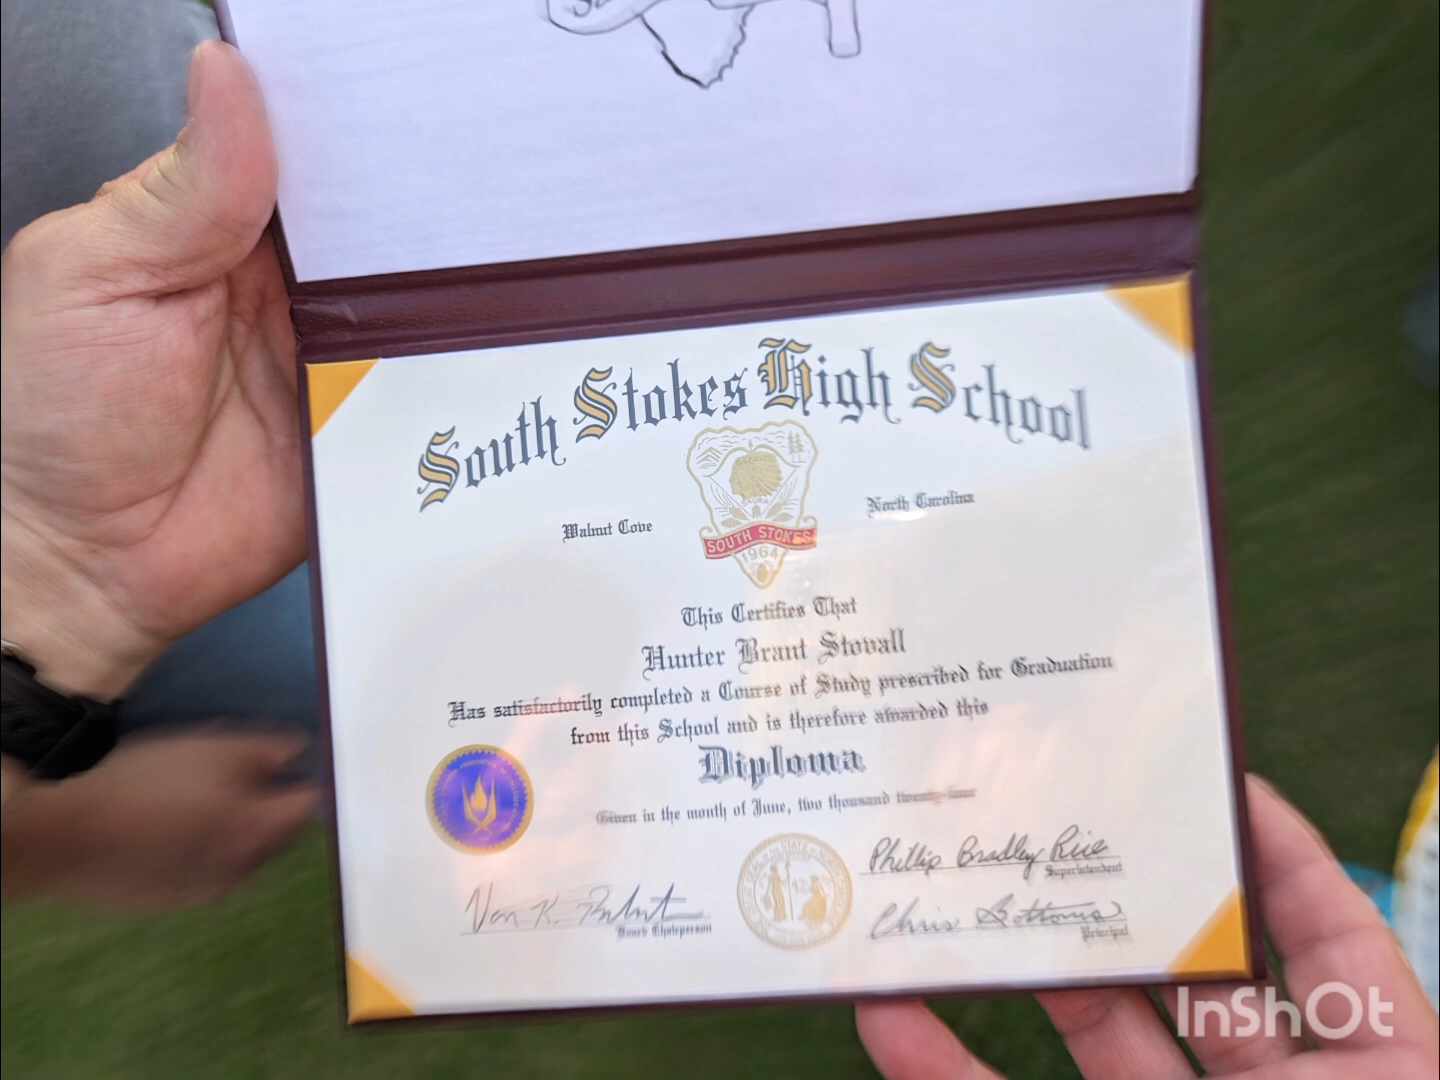 South Stokes High School
Walnut Cove
North Carolina
SAURA
SOUTH STOKES
1964
This Certifies That
Hunter Brant Stovall
Has satisfactorily completed a Course of Study prescribed for Graduation
from this School and is therefore awarded this
Diploma
Given in the month of June, two thousand twenty four
Phillip Bradley Rice
Superintendent
Von K.
Board Chairperson
Chris
Principal
InShOt